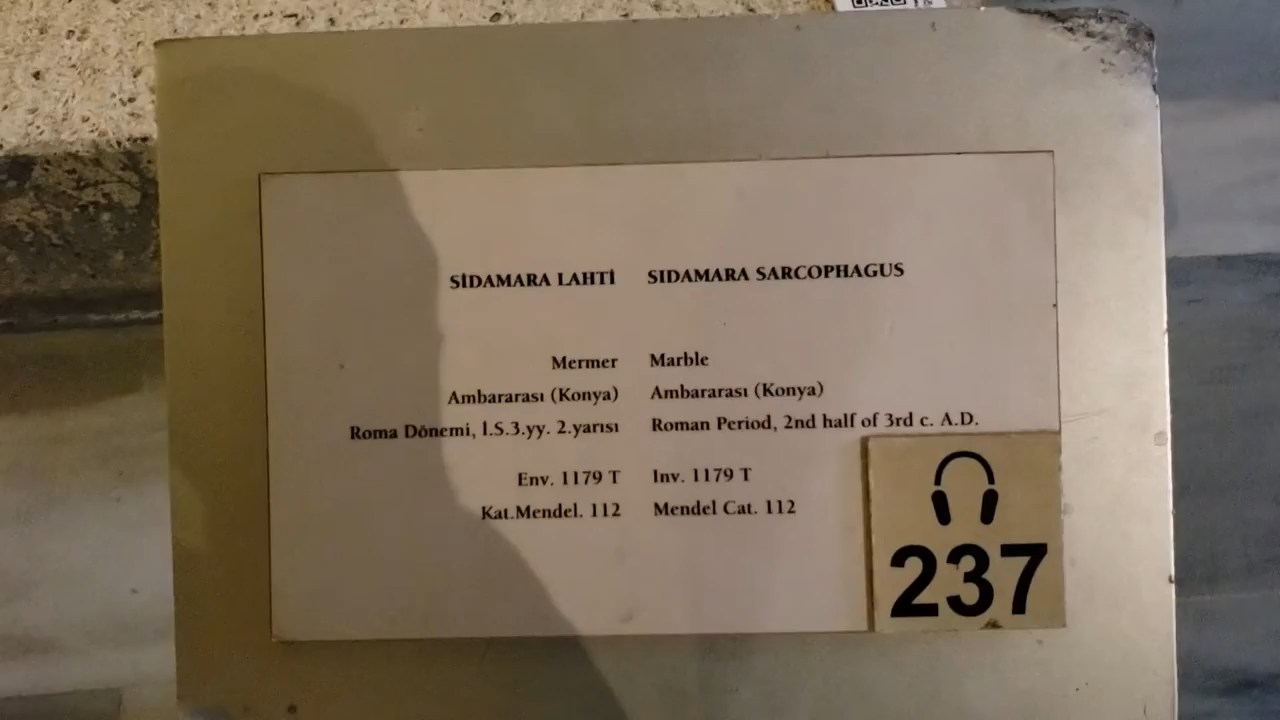 SİDAMARA LAHTİ
Mermer
Ambararası (Konya)
Roma Dönemi, İ.S.3.yy. 2.yarısı
Env. 1179 T
Kat.Mendel. 112
SIDAMARA SARCOPHAGUS
Marble
Ambararası (Konya)
Roman Period, 2nd half of 3rd c. A.D.
Inv. 1179 T
Mendel Cat. 112
237